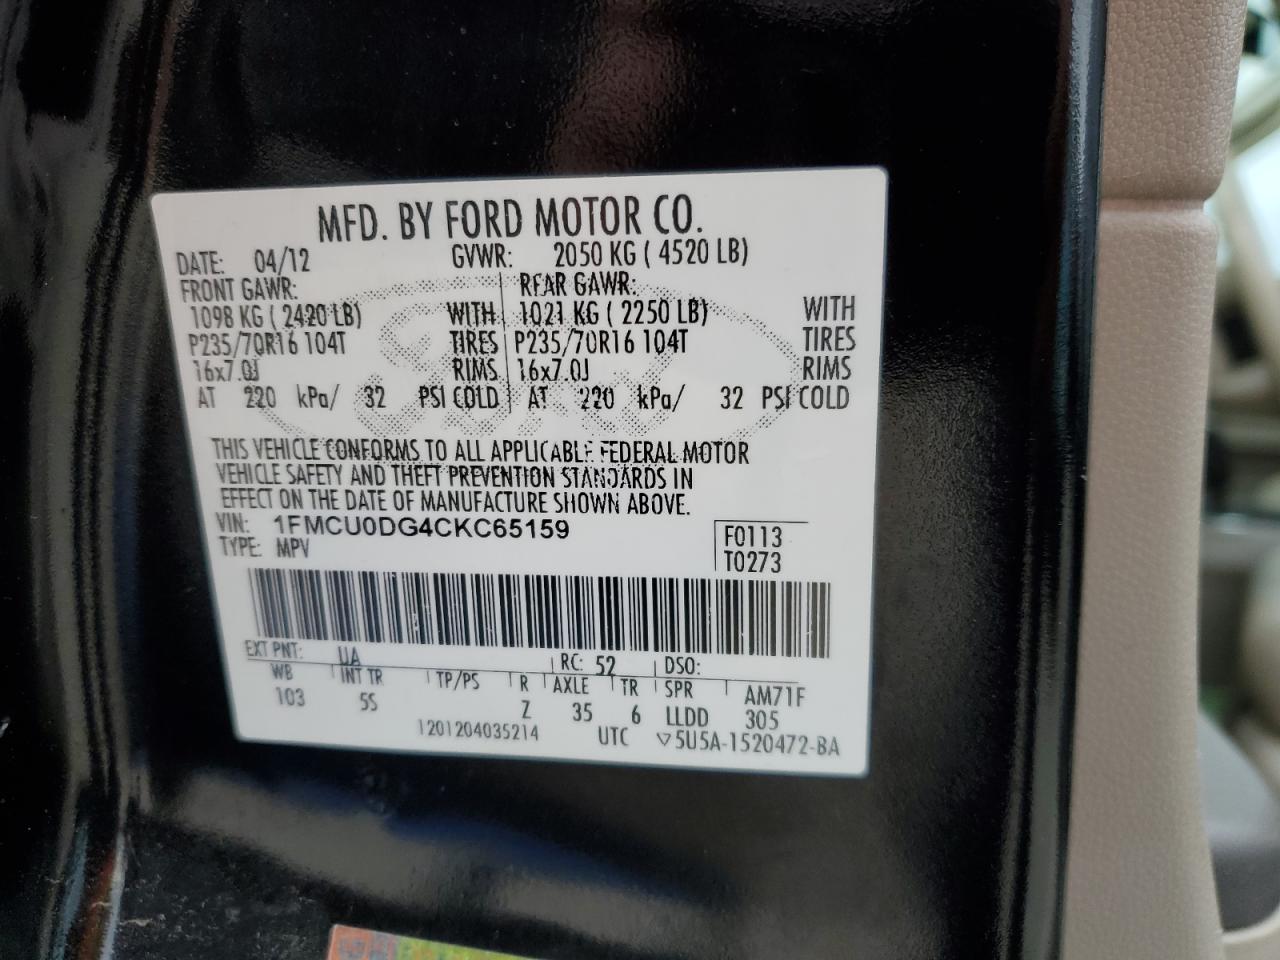 MFD. BY FORD MOTOR CO.
DATE: 04/12 GVWR: 2050 KG ( 4520 LB)
FRONT GAWR: REAR GAWR:
1098 KG ( 2420 LB) WITH 1021 KG ( 2250 LB) WITH
P235/70R16 104T TIRES P235/70R16 104T TIRES
16x7.0J RIMS 16x7.0J RIMS
AT 220 kPa/ 32 PSI COLD AT 220 kPa/ 32 PSI COLD
THIS VEHICLE CONFORMS TO ALL APPLICABLE FEDERAL MOTOR
VEHICLE SAFETY AND THEFT PREVENTION STANDARDS IN
EFFECT ON THE DATE OF MANUFACTURE SHOWN ABOVE.
VIN: 1FMCU0DG4CKC65159 F0113
TYPE: MPV T0273
EXT PNT: UA RC: 52 DSO:
WB INT TR TP/PS R AXLE TR SPR AM71F
103 5S Z 35 6 LLDD 305
1201204035214 UTC ▽5U5A-1520472-BA